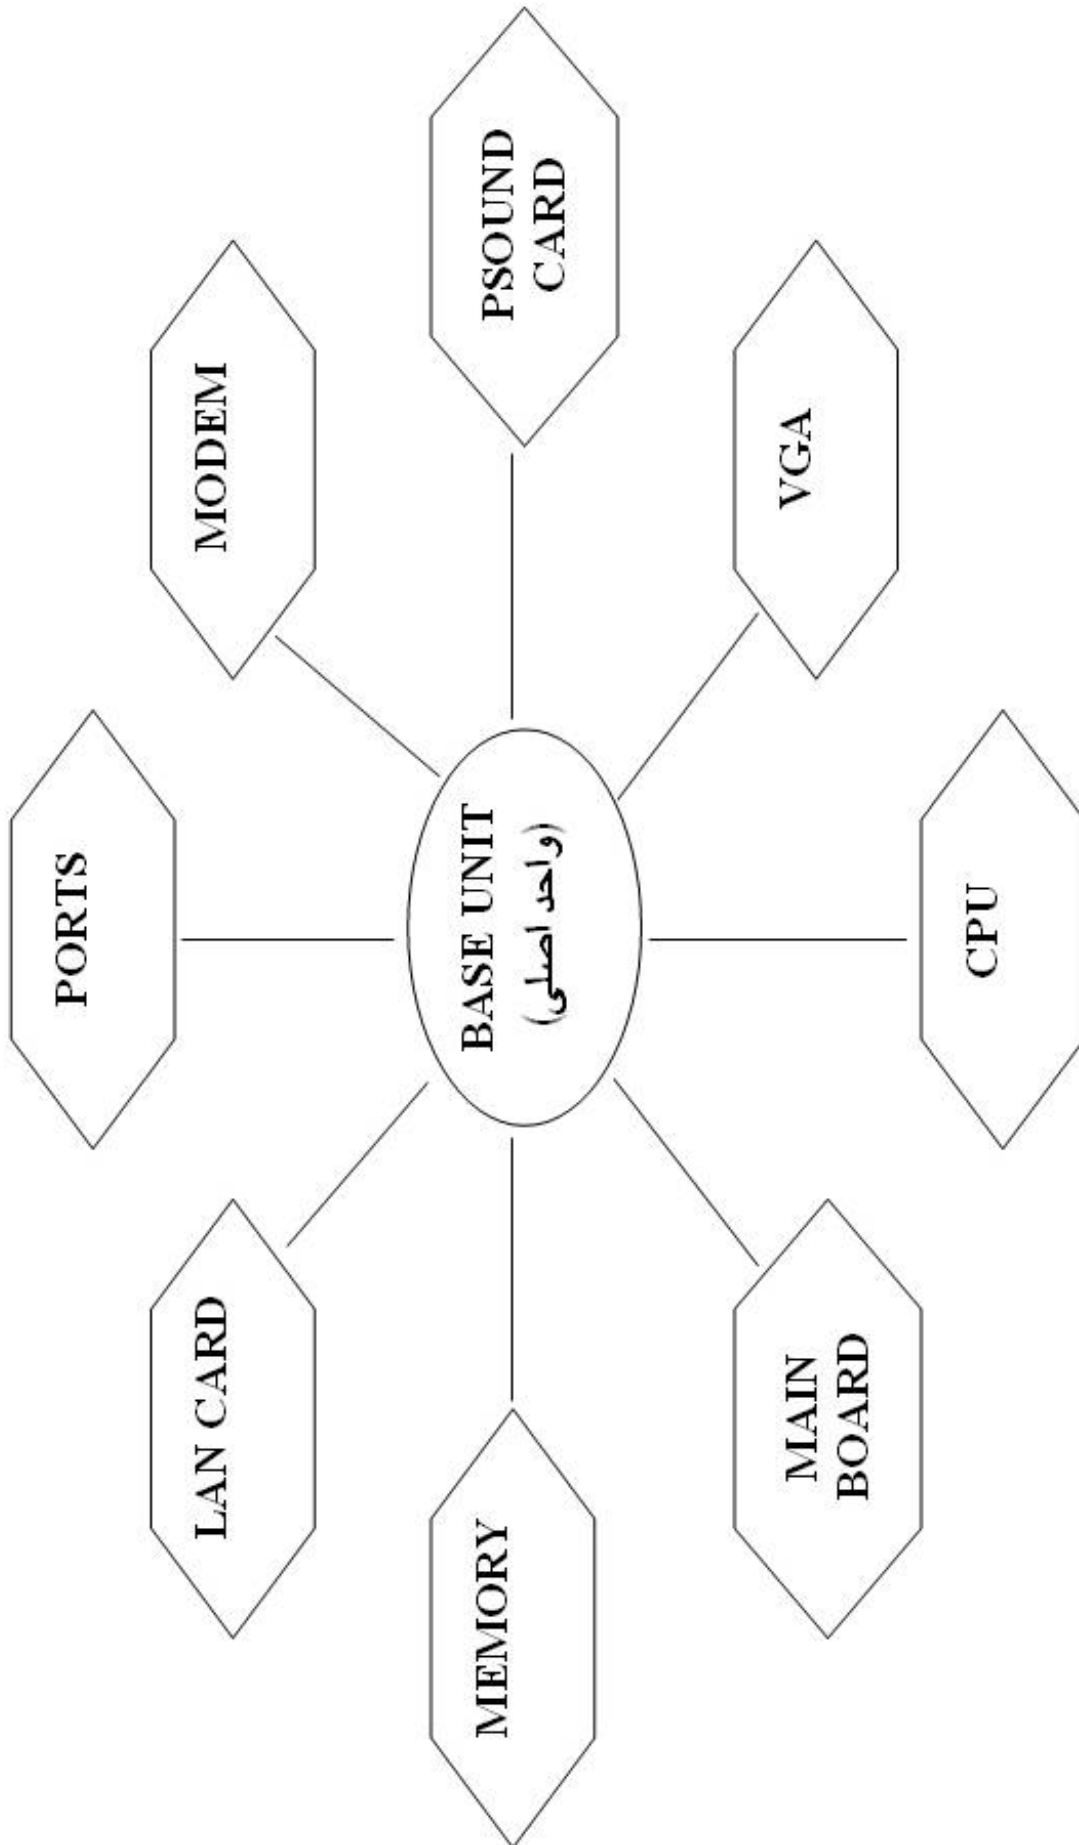 PORTS
LAN CARD
MODEM
MEMORY
BASE UNIT
(واحد اصلی)
PSOUND
CARD
MAIN
BOARD
VGA
CPU